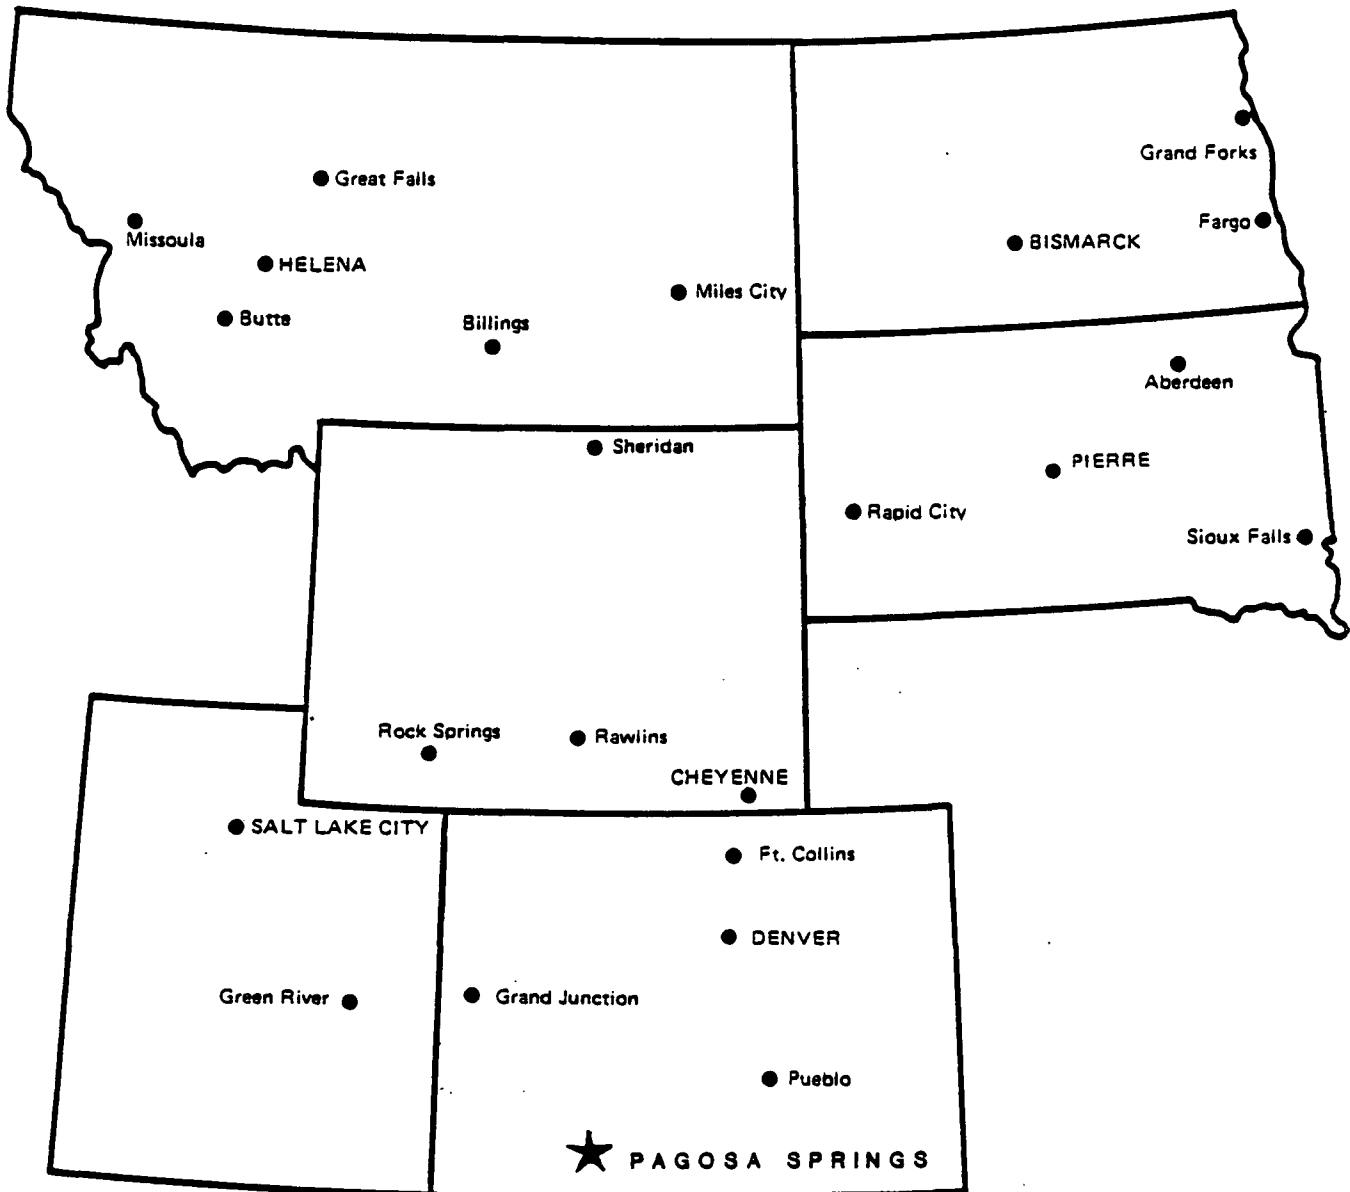 Grand Forks
Great Falls
Fargo
Missoula
BISMARCK
HELENA
Miles City
Butte
Billings
Aberdeen
Sheridan
PIERRE
Rapid City
Sioux Falls
Rock Springs
Rawlins
CHEYENNE
SALT LAKE CITY
Ft. Collins
DENVER
Green River
Grand Junction
Pueblo
PAGOSA SPRINGS